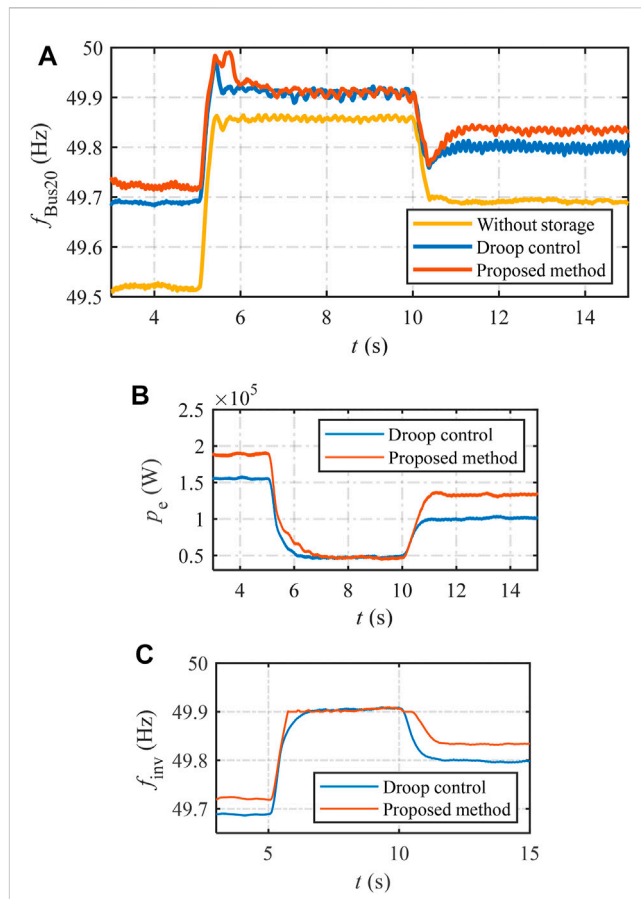 A
50
49.9
49.8
49.7
49.6
49.5
f_Bus20 (Hz)
Without storage
Droop control
Proposed method
4 6 8 10 12 14
t (s)
B
×10^5
2.5
2
1.5
1
0.5
p_e (W)
Droop control
Proposed method
4 6 8 10 12 14
t (s)
C
50
49.9
49.8
49.7
f_inv (Hz)
Droop control
Proposed method
5 10 15
t (s)